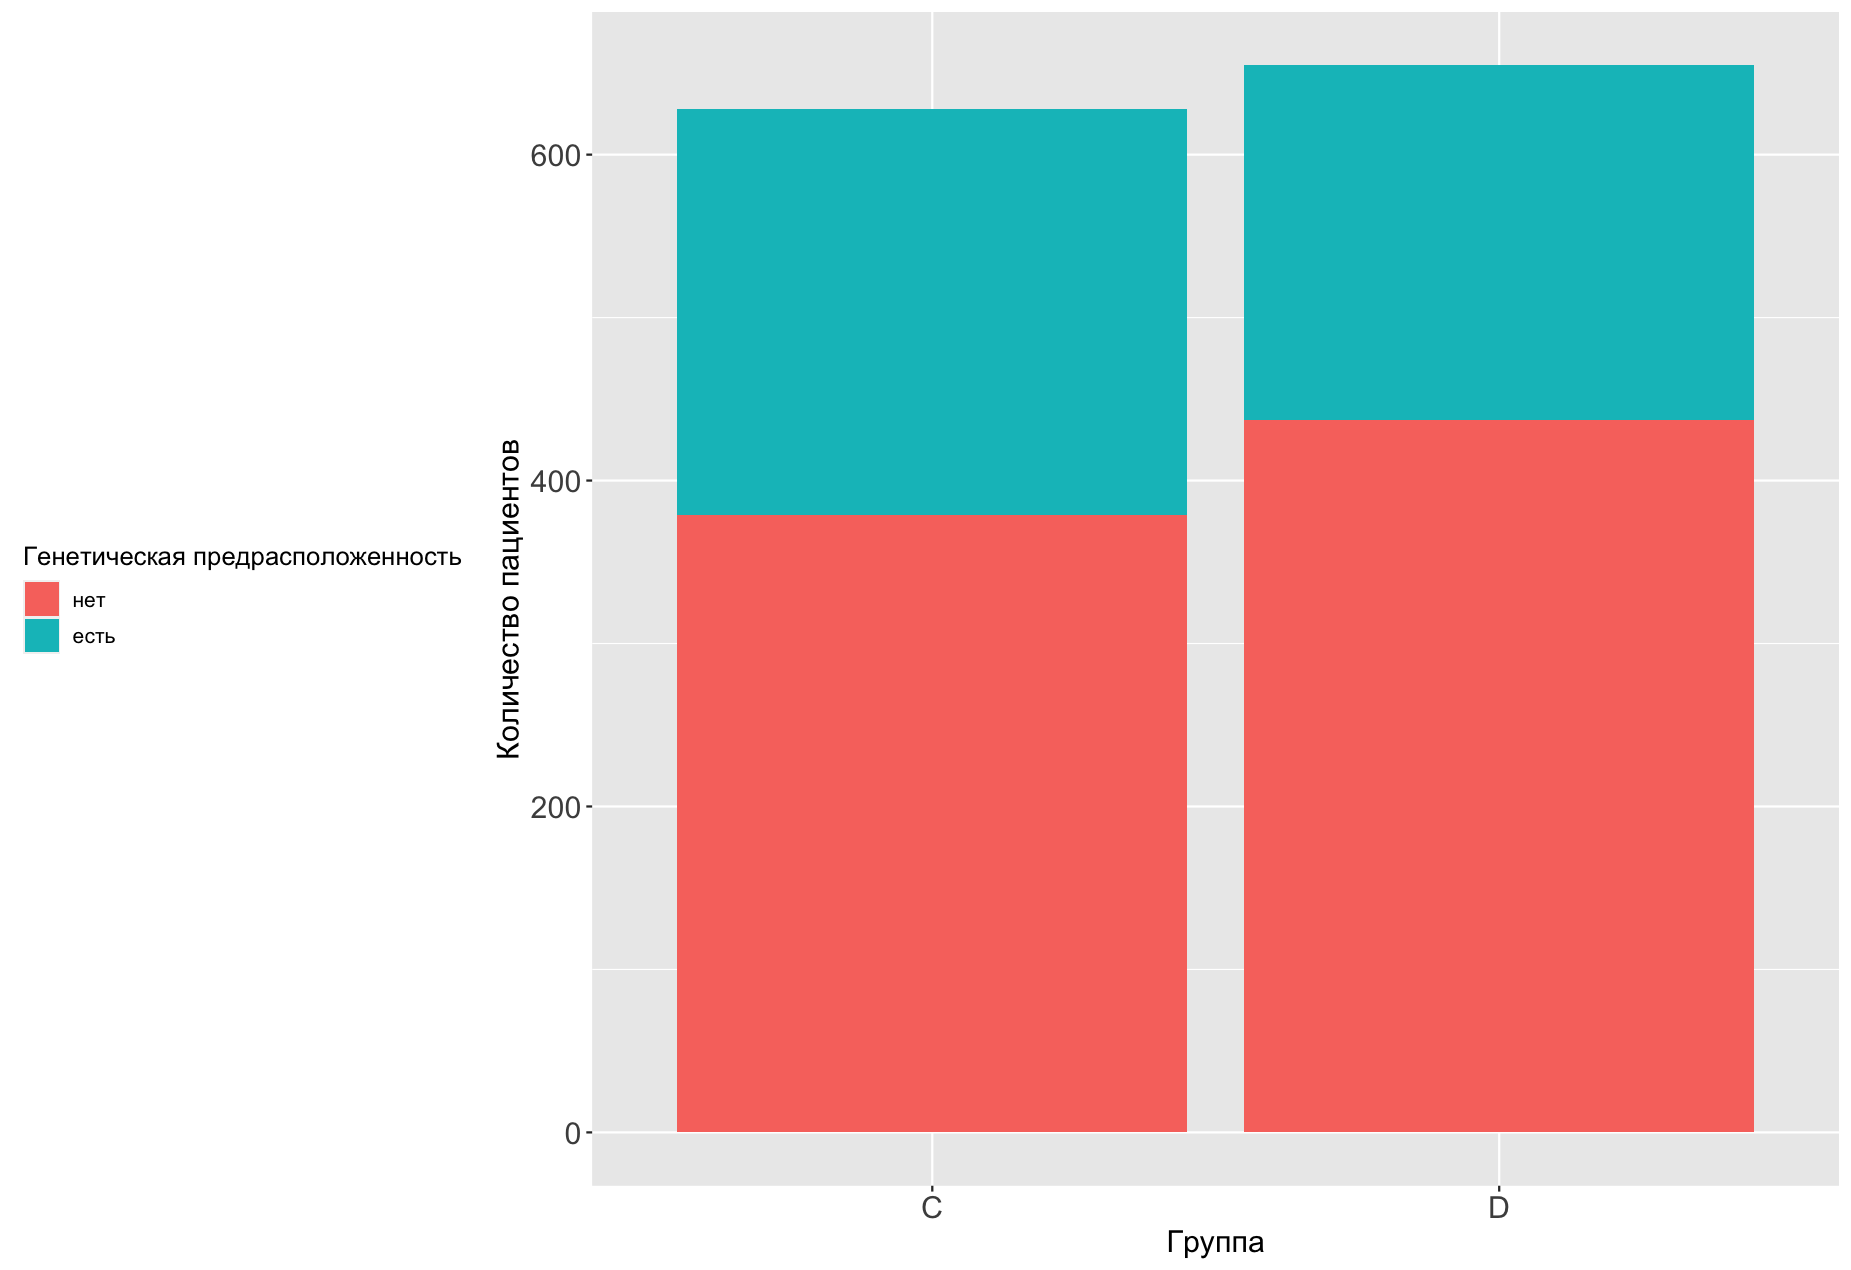 Генетическая предрасположенность
нет
есть
Количество пациентов
600
400
200
0
C
D
Группа